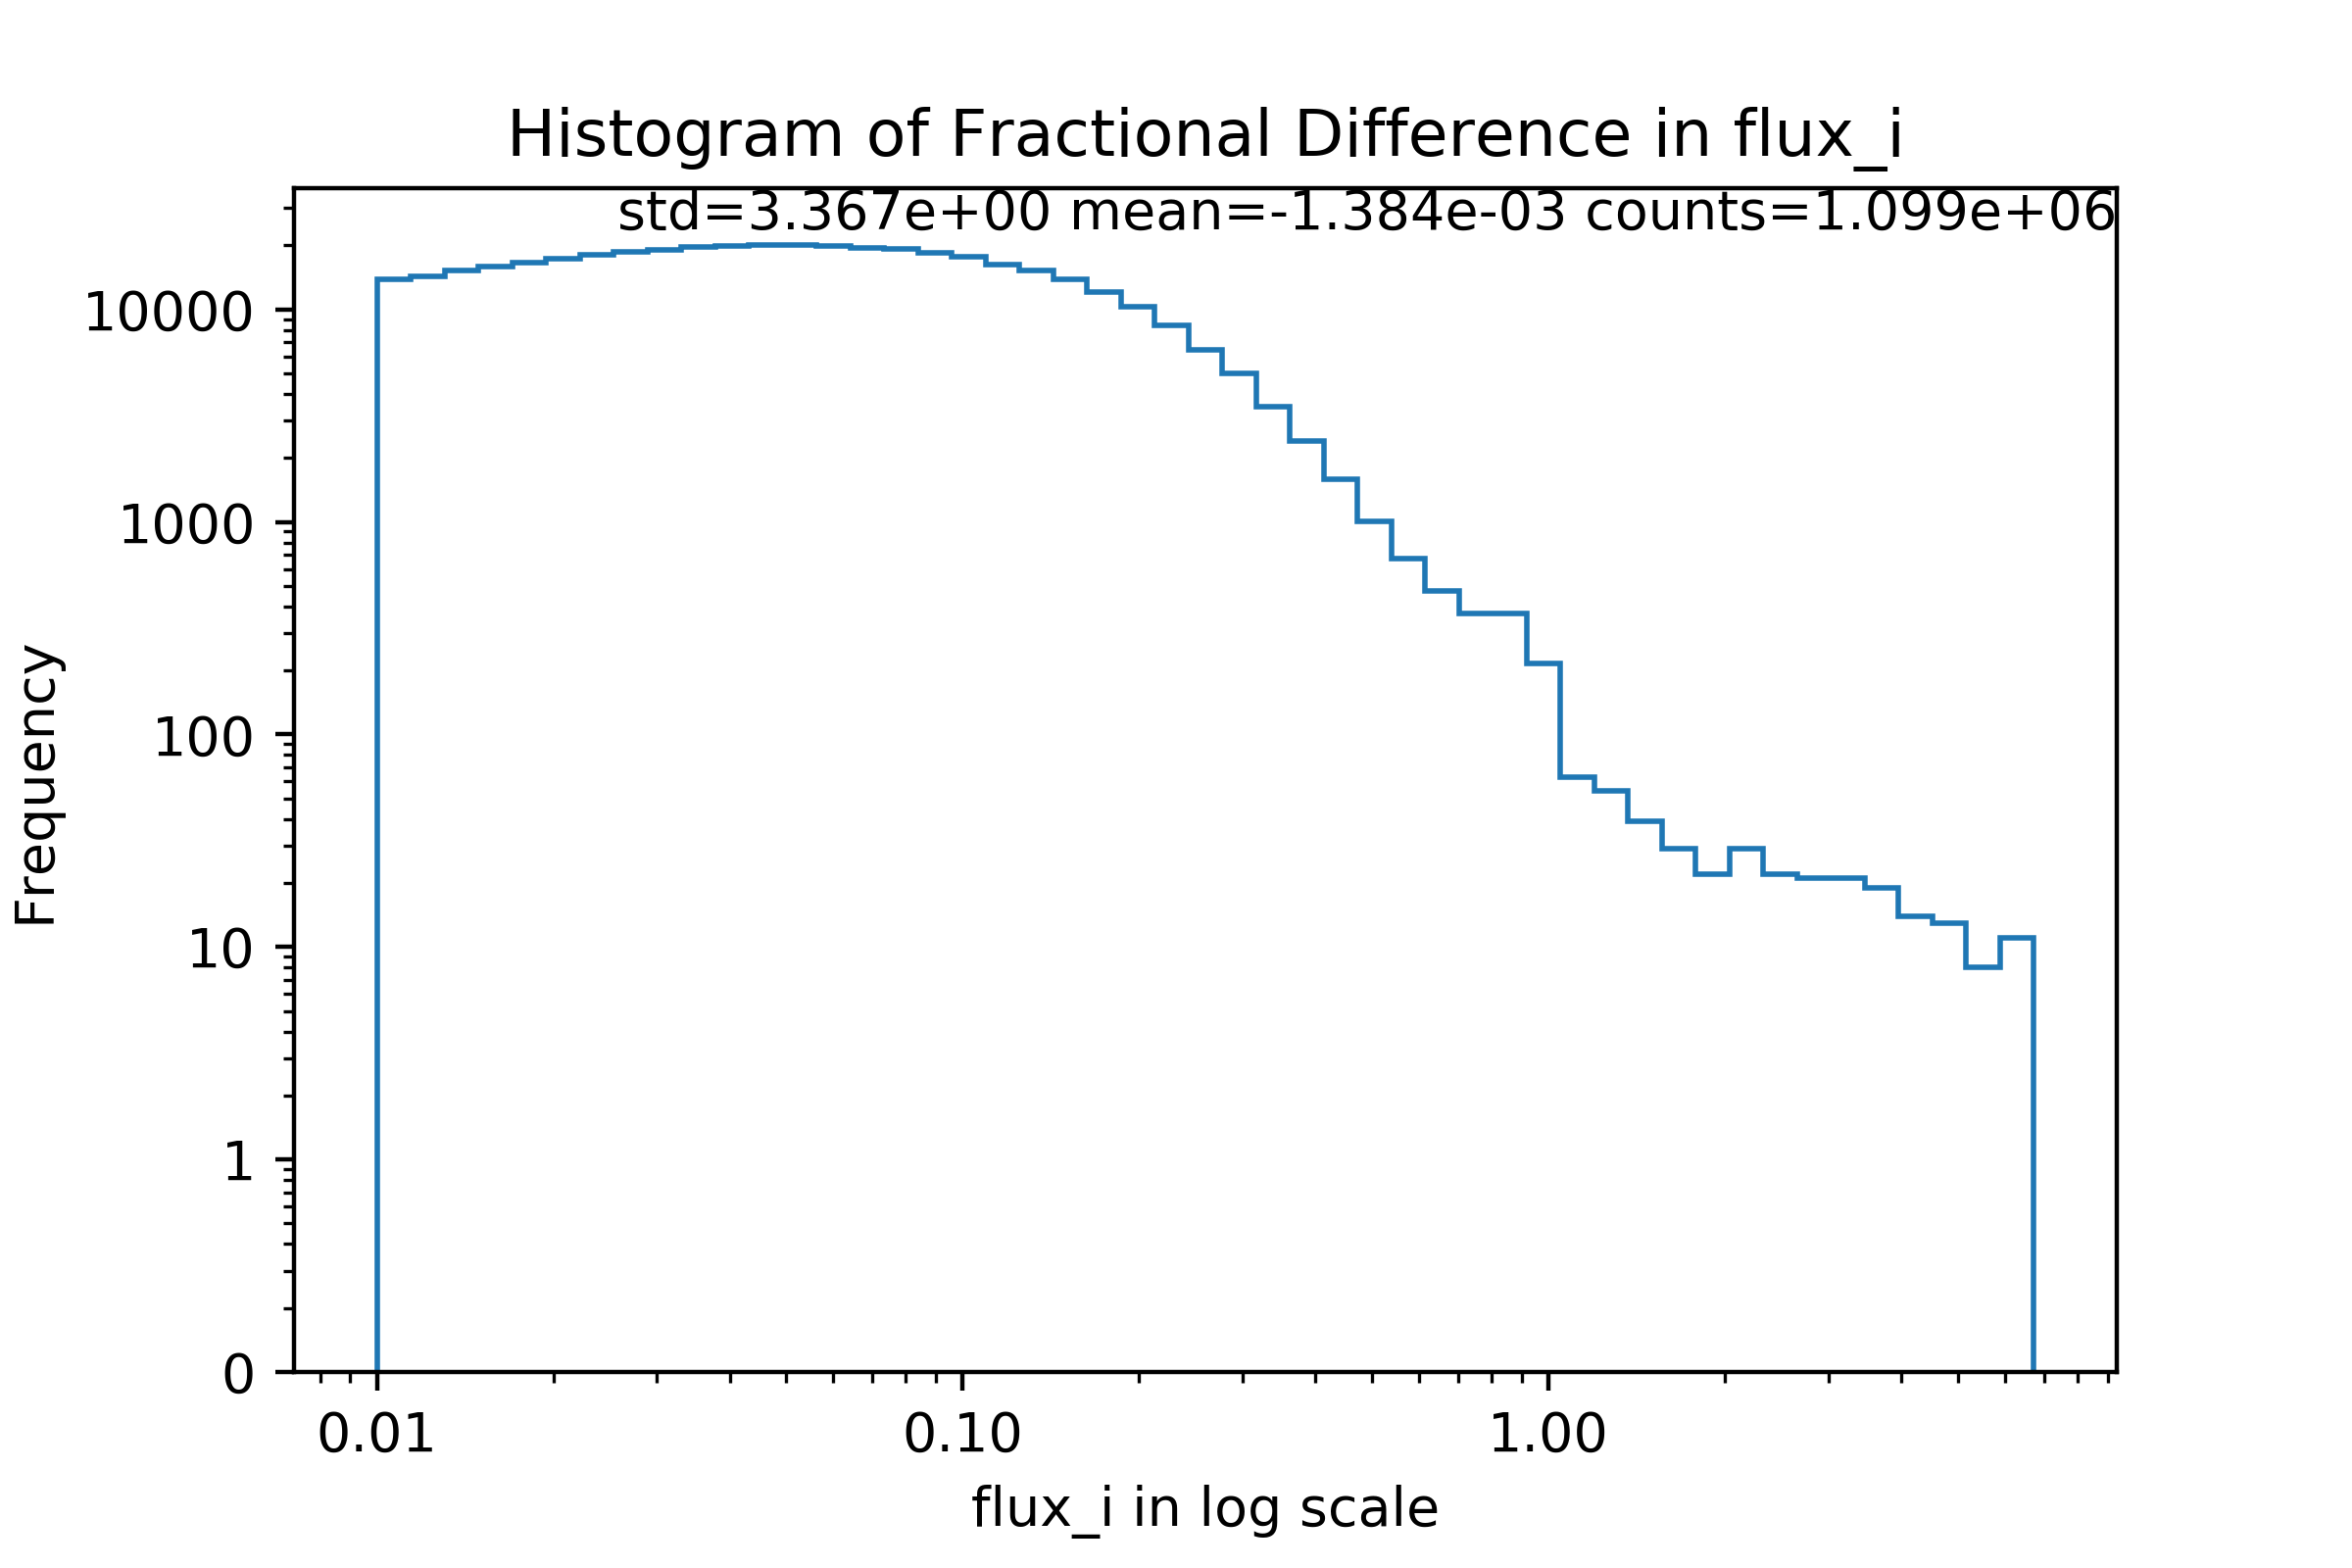 Histogram of Fractional Difference in flux_i
std=3.367e+00 mean=-1.384e-03 counts=1.099e+06
10000
1000
100
10
1
0
Frequency
0.01 0.10 1.00
flux_i in log scale